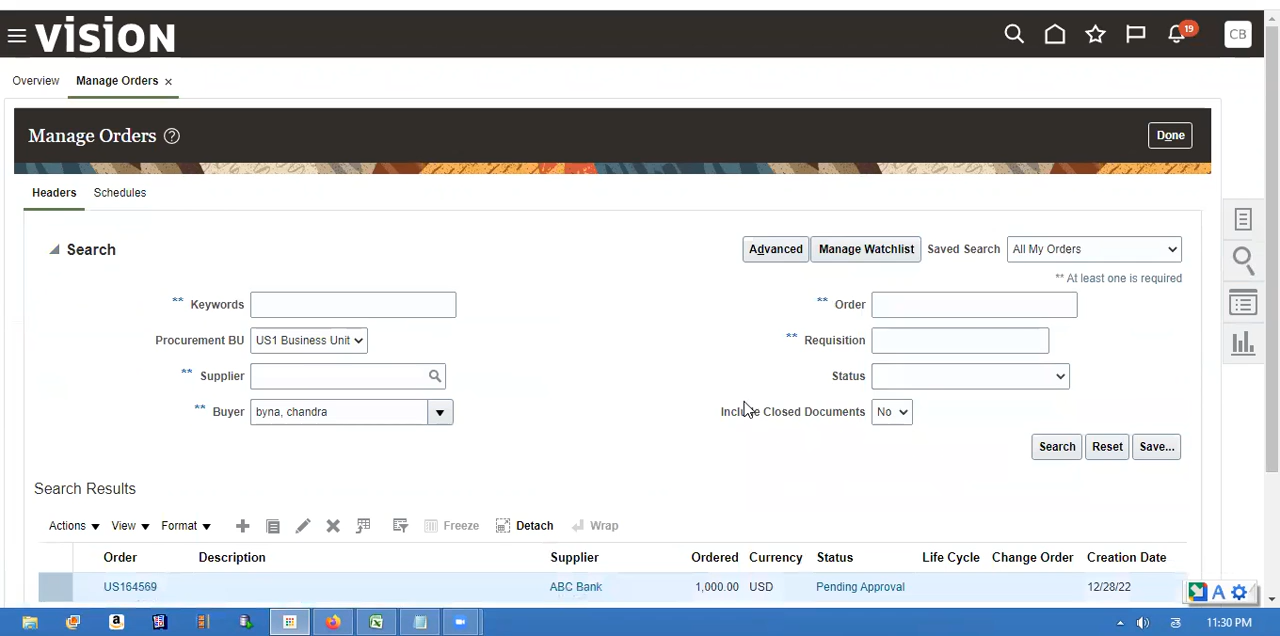 vision
19
CB
Overview Manage Orders ×
Manage Orders ?
Done
Headers Schedules
Search
Advanced Manage Watchlist Saved Search All My Orders
** At least one is required
** Keywords
** Order
Procurement BU US1 Business Unit
** Requisition
** Supplier
Status
** Buyer byna, chandra
Include Closed Documents No
Search Reset Save...
Search Results
Actions View Format Freeze Detach Wrap
Order Description Supplier Ordered Currency Status Life Cycle Change Order Creation Date
US164569 ABC Bank 1,000.00 USD Pending Approval 12/28/22
A
11:30 PM